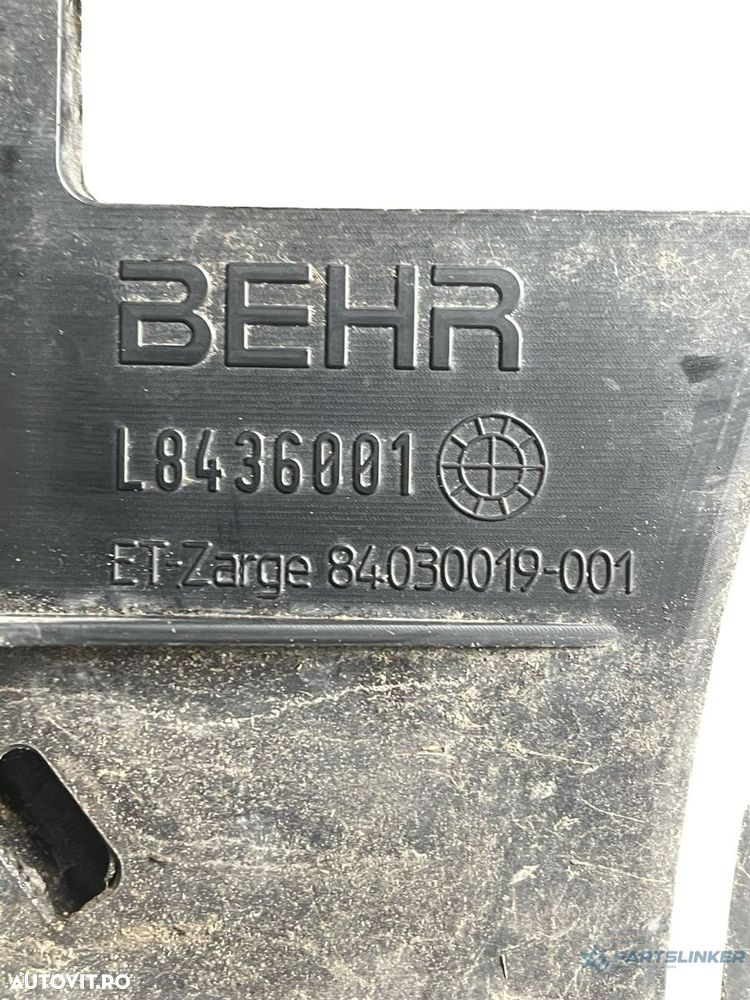 BEHR
L8436001
ET-Zarge 84030019-001
PARTSLINKER
AUTOVIT.RO